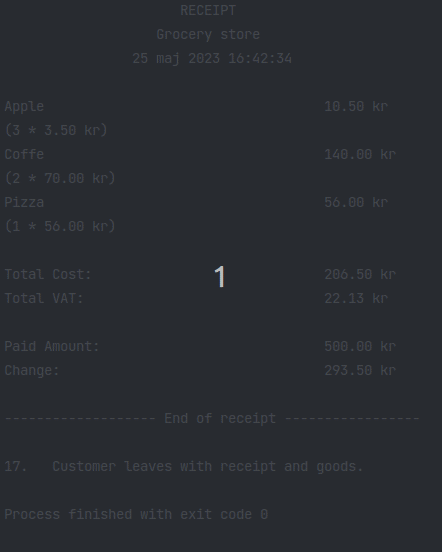 RECEIPT
Grocery store
25 maj 2023 16:42:34
Apple 10.50 kr
(3 * 3.50 kr)
Coffe 140.00 kr
(2 * 70.00 kr)
Pizza 56.00 kr
(1 * 56.00 kr)
Total Cost: 206.50 kr
1
Total VAT: 22.13 kr
Paid Amount: 500.00 kr
Change: 293.50 kr
------------------- End of receipt -----------------
17. Customer leaves with receipt and goods.
Process finished with exit code 0